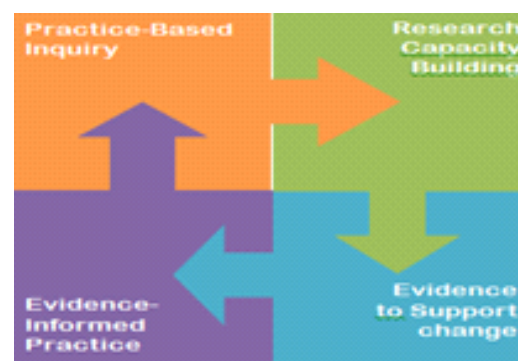 Practice-Based
Inquiry
Research
Capacity
Building
Evidence-
Informed
Practice
Evidence
to Support
change